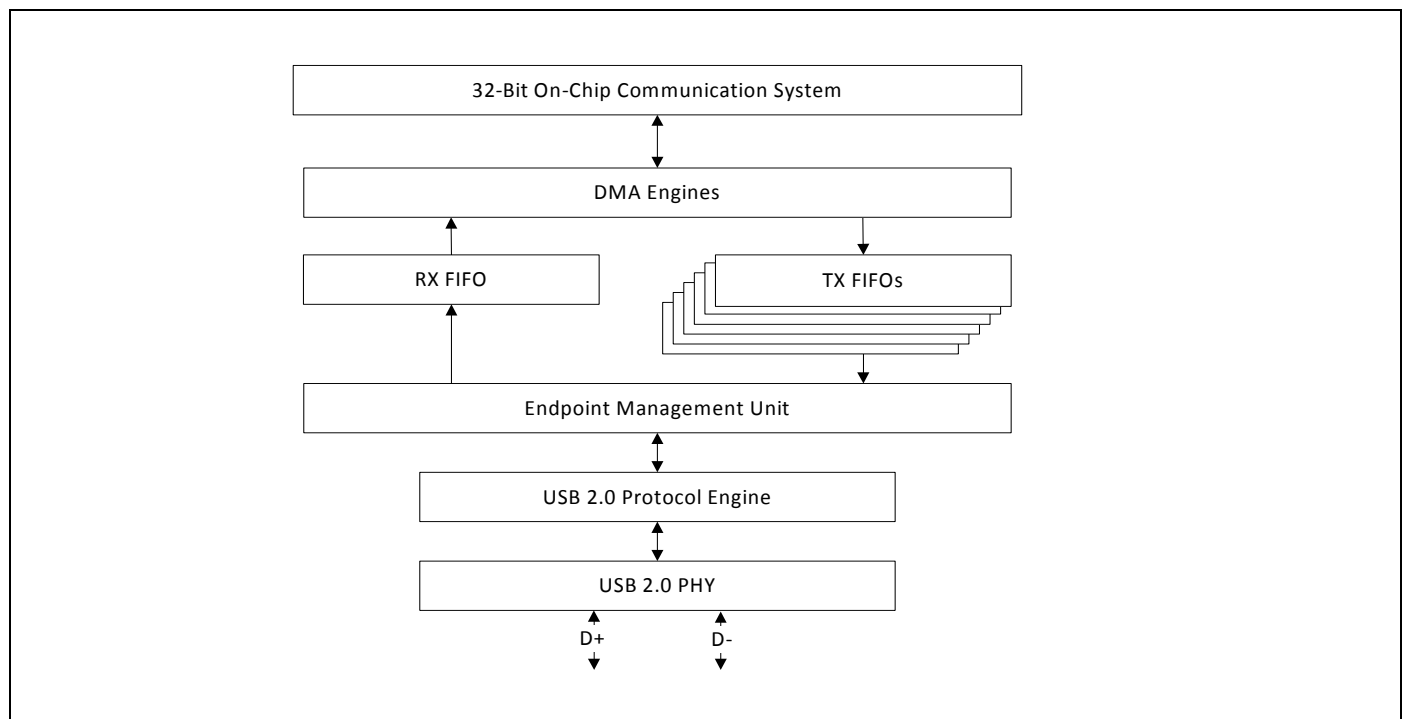 32-Bit On-Chip Communication System
DMA Engines
RX FIFO
TX FIFOs
Endpoint Management Unit
USB 2.0 Protocol Engine
USB 2.0 PHY
D+
D-